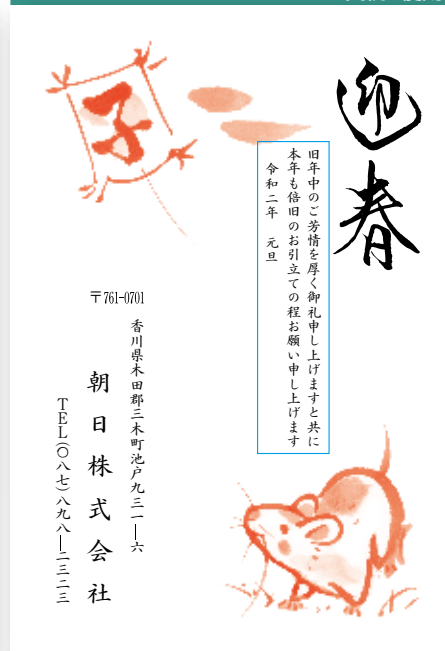 迎春
旧年中のご芳情を厚く御礼申し上げますと共に
本年も倍旧のお引立ての程お願い申し上げます
令和二年 元旦
子
〒761-0701
香川県木田郡三木町池戸九三一―六
朝日株式会社
TEL(〇八七)八九八―二三二三